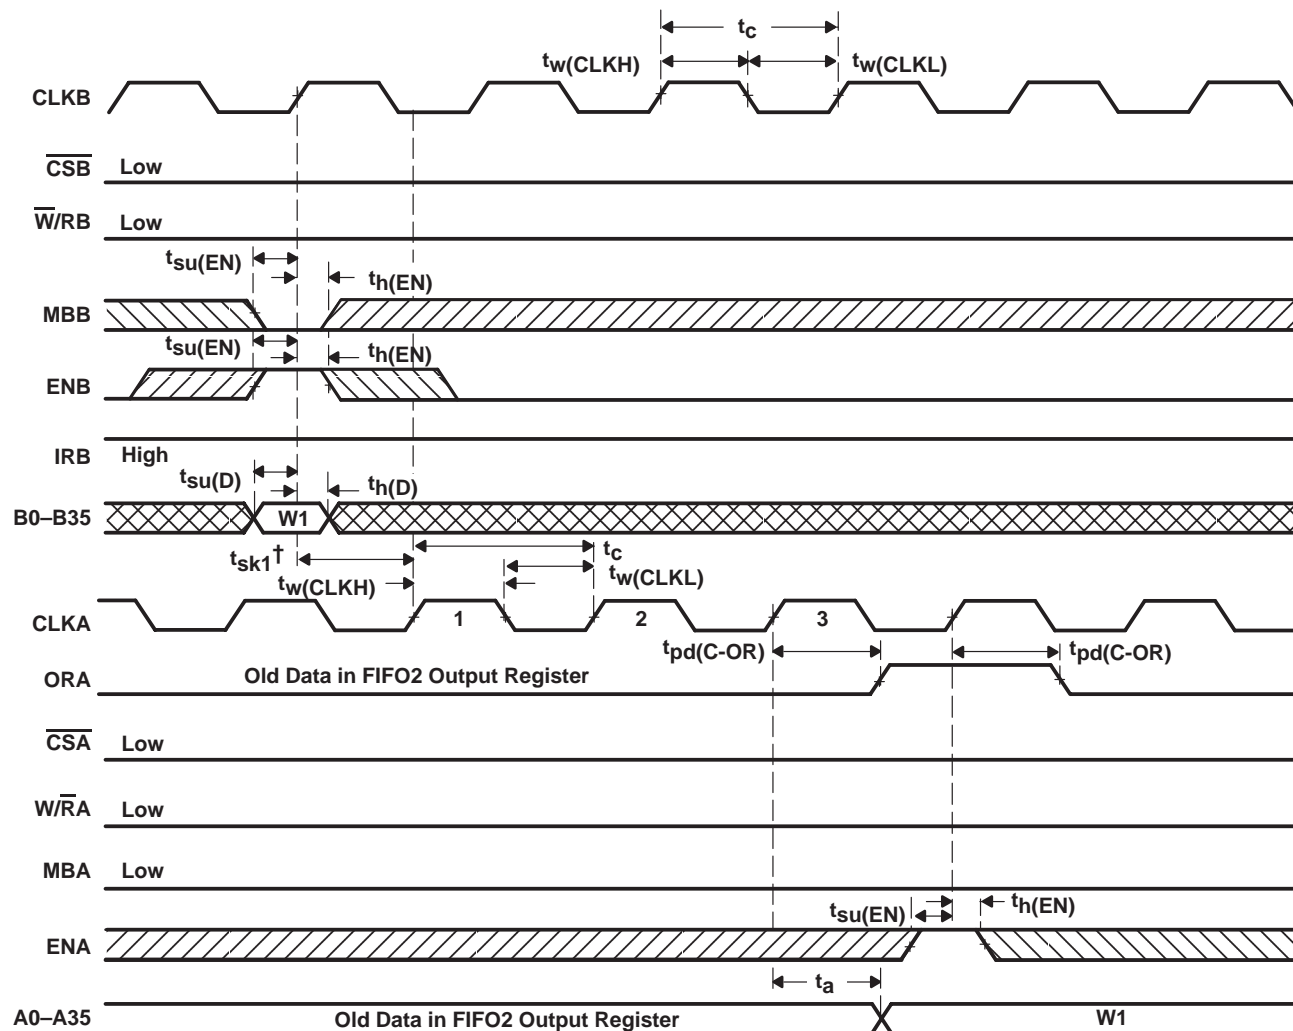 tc
tw(CLKH)
tw(CLKL)
CLKB
CSB
Low
W/RB
Low
tsu(EN)
th(EN)
MBB
tsu(EN)
th(EN)
ENB
IRB
High
tsu(D)
th(D)
B0–B35
W1
tsk1†
tc
tw(CLKH)
tw(CLKL)
CLKA
1
2
3
tpd(C-OR)
tpd(C-OR)
ORA
Old Data in FIFO2 Output Register
CSA
Low
W/RA
Low
MBA
Low
tsu(EN)
th(EN)
ENA
ta
A0–A35
Old Data in FIFO2 Output Register
W1